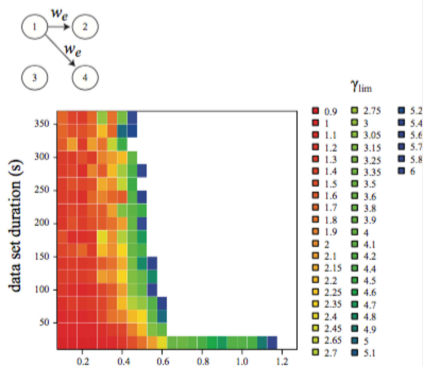 w_e
1 2
w_e
3 4
γ_lim
data set duration (s)
350
300
250
200
150
100
50
0.2 0.4 0.6 0.8 1.0 1.2
0.9 2.75 5.2
1 3 5.4
1.1 3.05 5.6
1.2 3.15 5.7
1.3 3.25 5.8
1.4 3.35 6
1.5 3.5
1.6 3.6
1.7 3.8
1.8 3.9
1.9 4
2 4.1
2.1 4.2
2.15 4.4
2.2 4.5
2.25 4.6
2.35 4.7
2.4 4.8
2.45 4.9
2.65 5
2.7 5.1